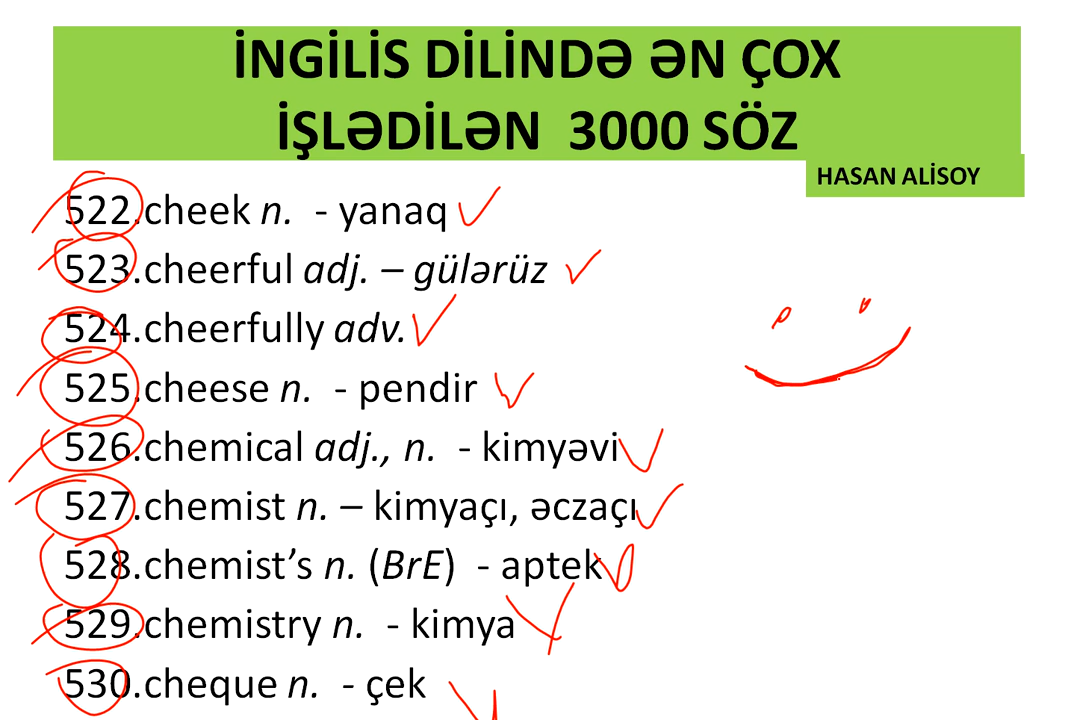 İNGİLİS DİLİNDƏ ƏN ÇOX
İŞLƏDİLƏN 3000 SÖZ
HASAN ALİSOY
522.cheek n. - yanaq
523.cheerful adj. – gülərüz
524.cheerfully adv.
525.cheese n. - pendir
526.chemical adj., n. - kimyəvi
527.chemist n. – kimyaçı, əczaçı
528.chemist’s n. (BrE) - aptek
529.chemistry n. - kimya
530.cheque n. - çek